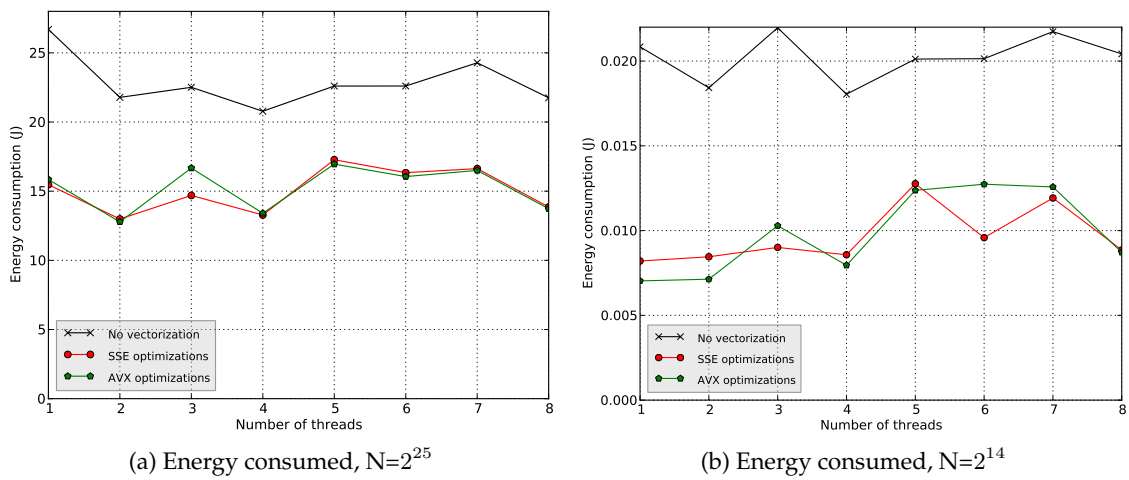 25
20
15
10
5
0
Energy consumption (J)
No vectorization
SSE optimizations
AVX optimizations
1 2 3 4 5 6 7 8
Number of threads
(a) Energy consumed, N=2^25
0.020
0.015
0.010
0.005
0.000
Energy consumption (J)
No vectorization
SSE optimizations
AVX optimizations
1 2 3 4 5 6 7 8
Number of threads
(b) Energy consumed, N=2^14